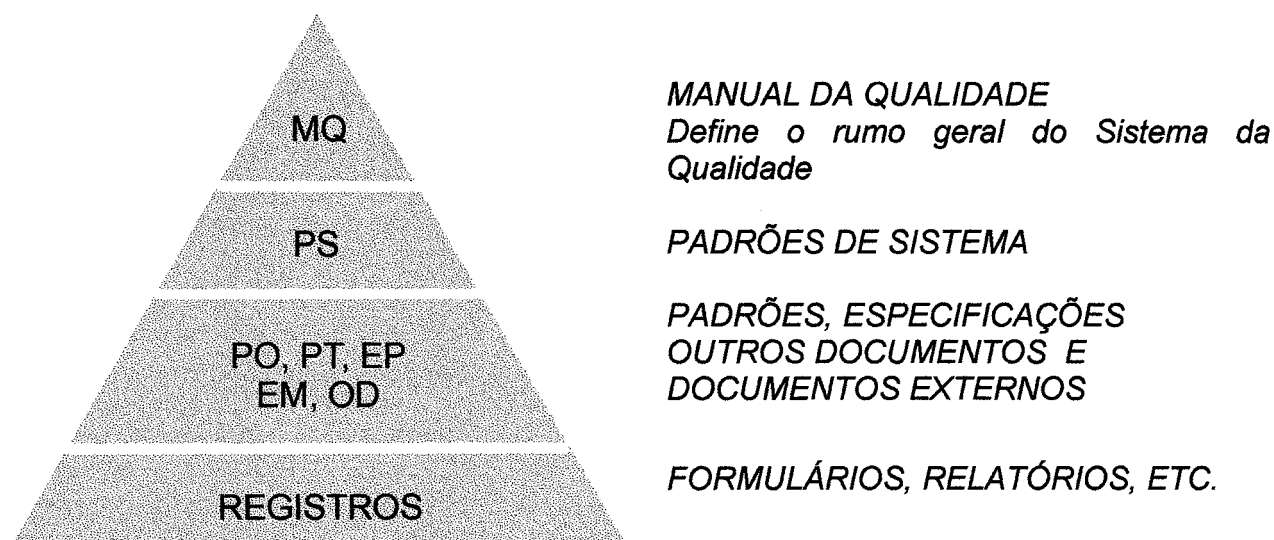 MQ
MANUAL DA QUALIDADE
Define o rumo geral do Sistema da
Qualidade
PS
PADRÕES DE SISTEMA
PO, PT, EP
EM, OD
PADRÕES, ESPECIFICAÇÕES
OUTROS DOCUMENTOS E
DOCUMENTOS EXTERNOS
REGISTROS
FORMULÁRIOS, RELATÓRIOS, ETC.